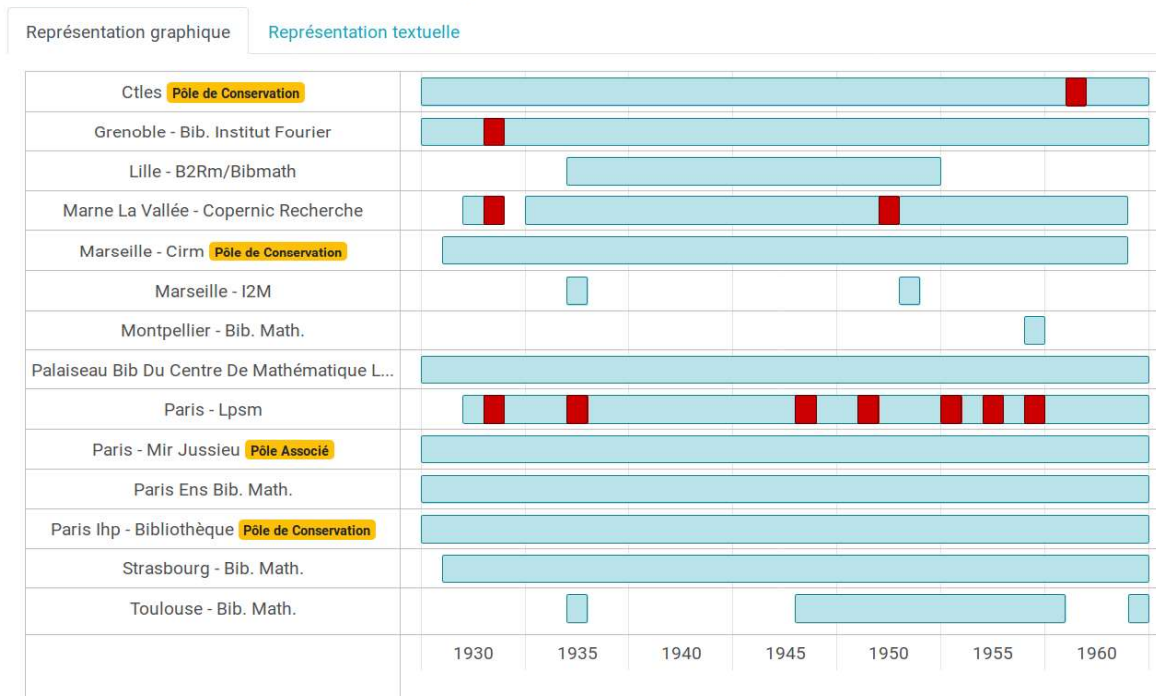 Représentation graphique Représentation textuelle
Ctles Pôle de Conservation
Grenoble - Bib. Institut Fourier
Lille - B2Rm/Bibmath
Marne La Vallée - Copernic Recherche
Marseille - Cirm Pôle de Conservation
Marseille - I2M
Montpellier - Bib. Math.
Palaiseau Bib Du Centre De Mathématique L...
Paris - Lpsm
Paris - Mir Jussieu Pôle Associé
Paris Ens Bib. Math.
Paris Ihp - Bibliothèque Pôle de Conservation
Strasbourg - Bib. Math.
Toulouse - Bib. Math.
1930 1935 1940 1945 1950 1955 1960